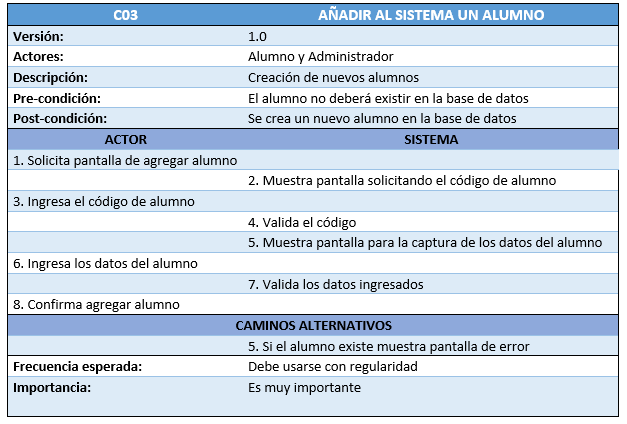 C03 AÑADIR AL SISTEMA UN ALUMNO
Versión: 1.0
Actores: Alumno y Administrador
Descripción: Creación de nuevos alumnos
Pre-condición: El alumno no deberá existir en la base de datos
Post-condición: Se crea un nuevo alumno en la base de datos
ACTOR SISTEMA
1. Solicita pantalla de agregar alumno
2. Muestra pantalla solicitando el código de alumno
3. Ingresa el código de alumno
4. Valida el código
5. Muestra pantalla para la captura de los datos del alumno
6. Ingresa los datos del alumno
7. Valida los datos ingresados
8. Confirma agregar alumno
CAMINOS ALTERNATIVOS
5. Si el alumno existe muestra pantalla de error
Frecuencia esperada: Debe usarse con regularidad
Importancia: Es muy importante